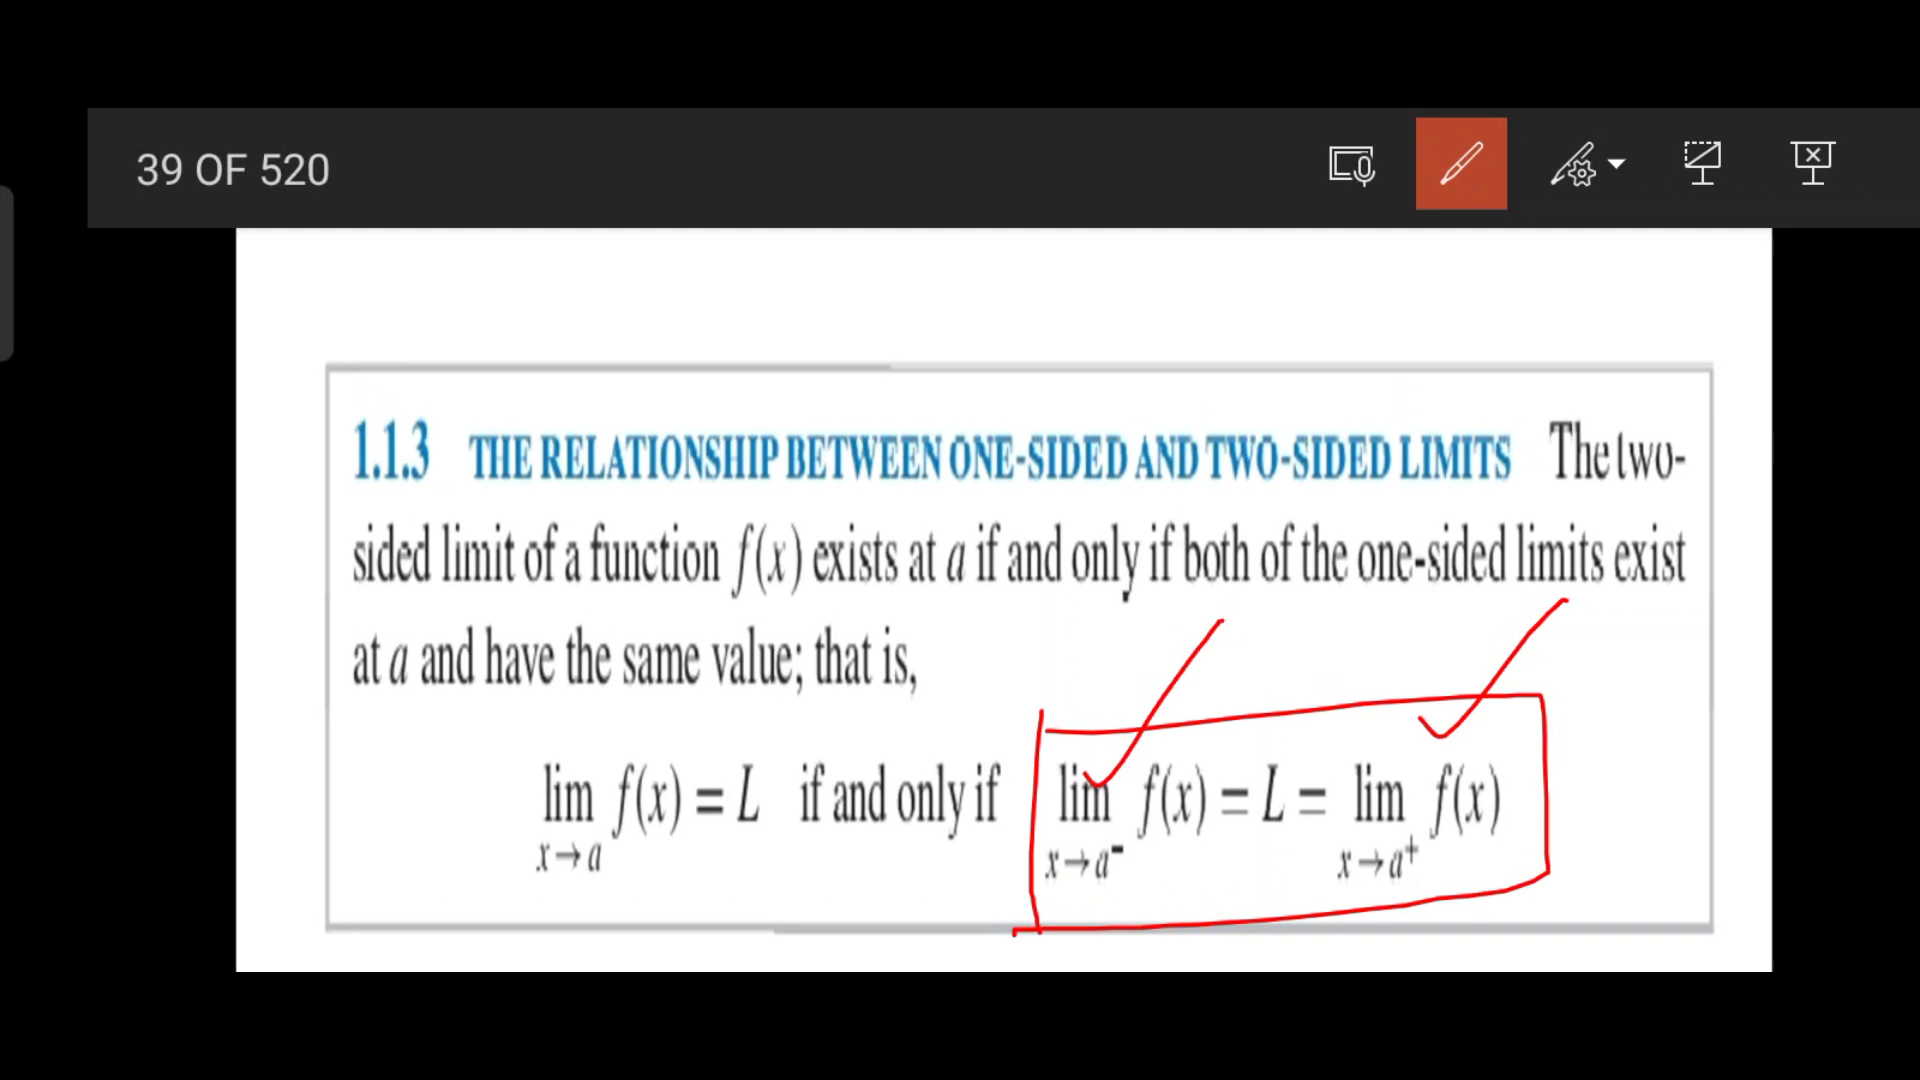 39 OF 520
1.1.3 THE RELATIONSHIP BETWEEN ONE-SIDED AND TWO-SIDED LIMITS The two-
sided limit of a function f(x) exists at a if and only if both of the one-sided limits exist
at a and have the same value; that is,
lim f(x) = L if and only if lim f(x) = L = lim f(x)
x→a x→a⁻ x→a⁺